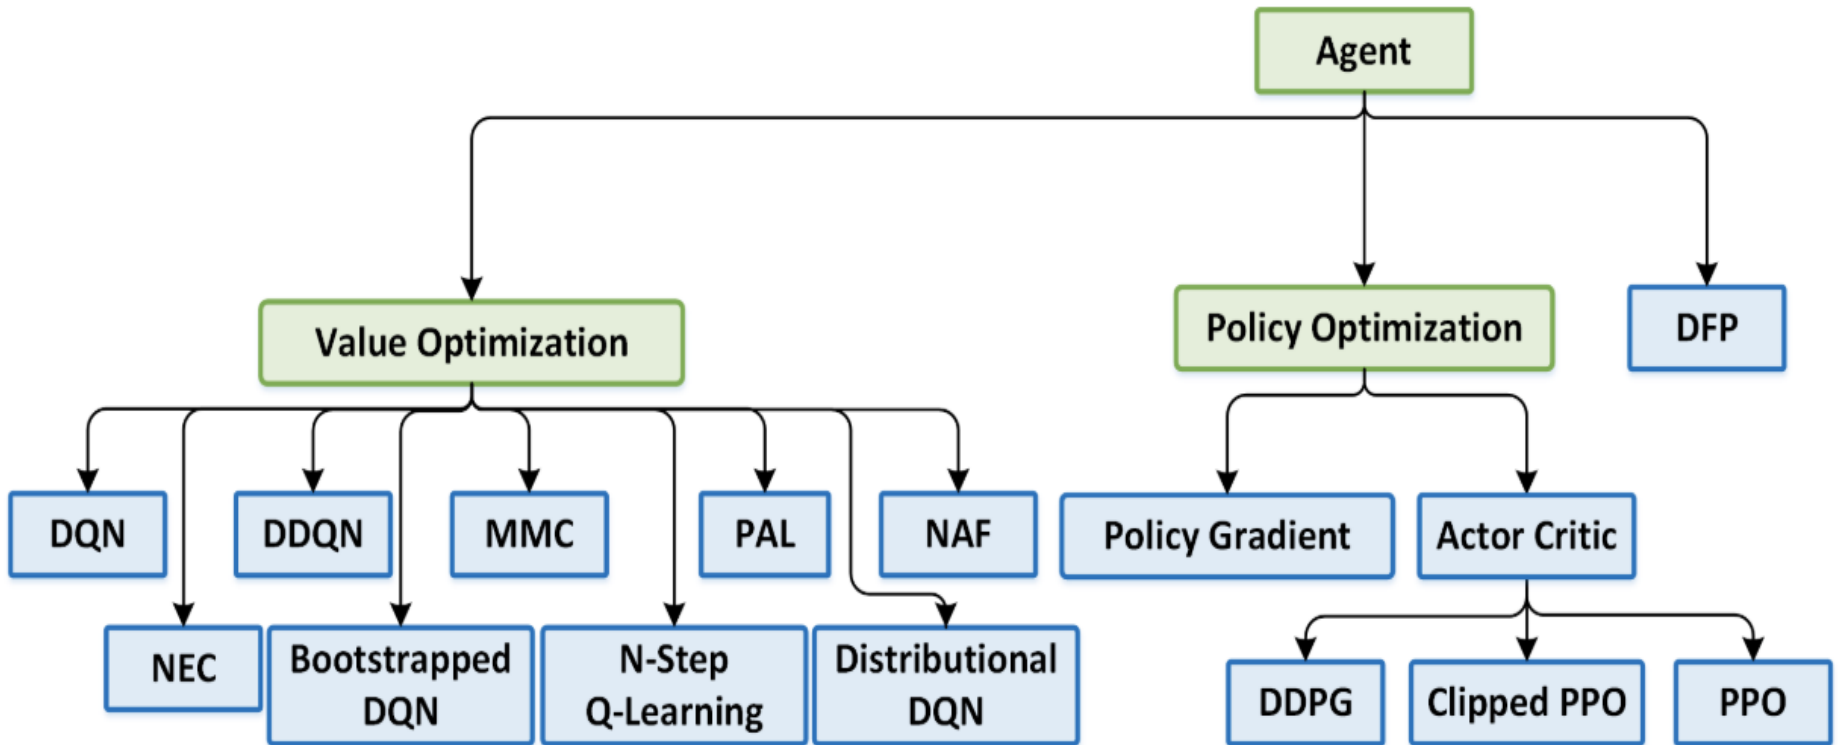 Agent
Value Optimization
Policy Optimization
DFP
DQN
DDQN
MMC
PAL
NAF
Policy Gradient
Actor Critic
NEC
Bootstrapped
DQN
N-Step
Q-Learning
Distributional
DQN
DDPG
Clipped PPO
PPO